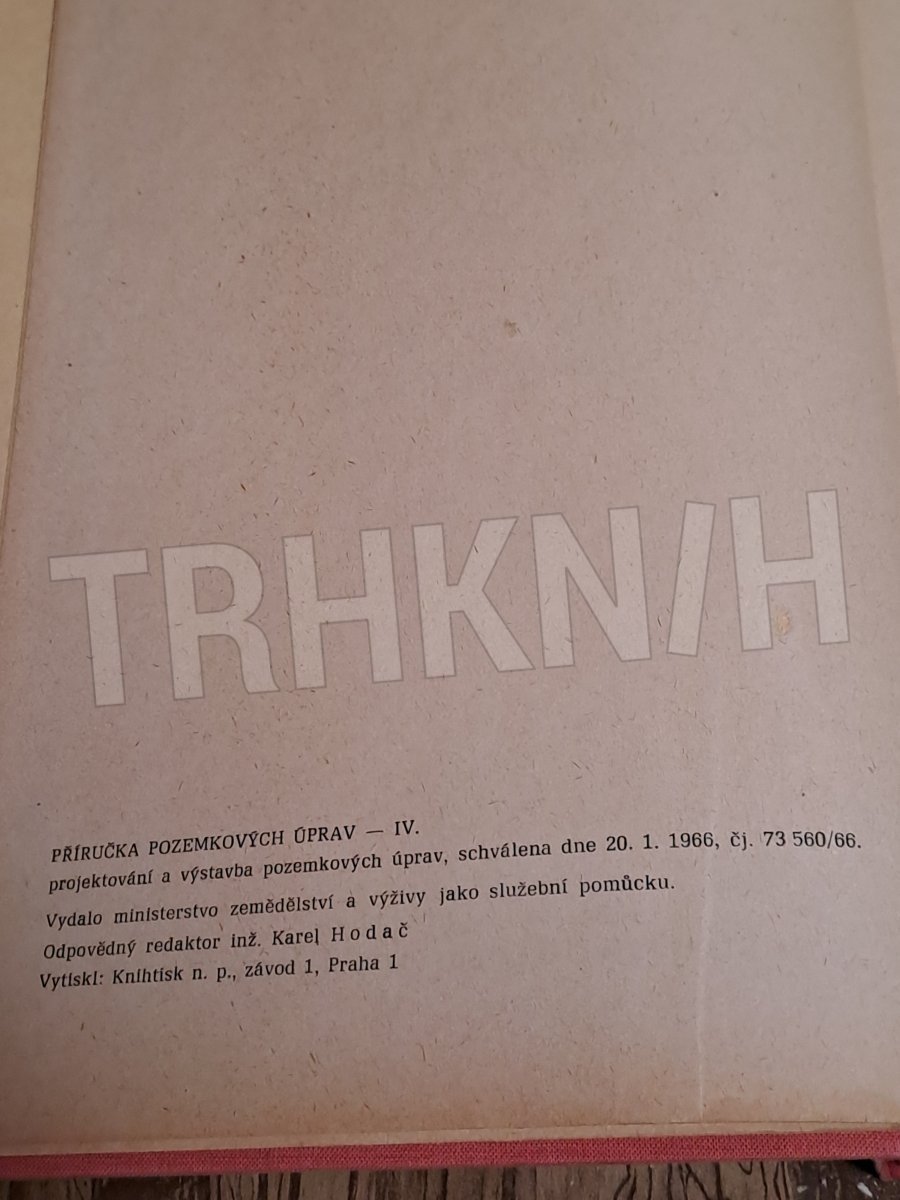 TRHKNIH
PŘÍRUČKA POZEMKOVÝCH ÚPRAV — IV.
projektování a výstavba pozemkových úprav, schválena dne 20. 1. 1966, čj. 73 560/66.
Vydalo ministerstvo zemědělství a výživy jako služební pomůcku.
Odpovědný redaktor inž. Karel Hodač
Vytiskl: Knihtisk n. p., závod 1, Praha 1